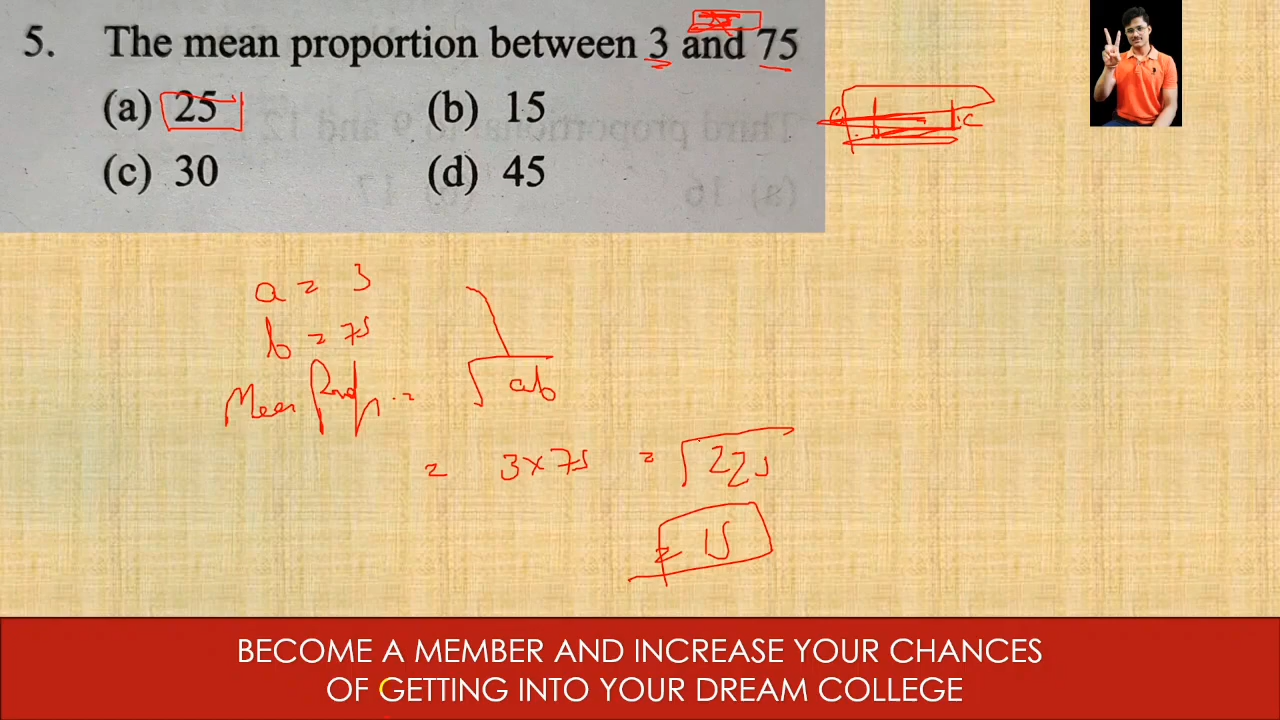 5. The mean proportion between 3 and 75
(a) 25 (b) 15
(c) 30 (d) 45
a = 3
b = 75
Mean Prop. = √ab
= 3×75 = √225
= 15
BECOME A MEMBER AND INCREASE YOUR CHANCES
OF GETTING INTO YOUR DREAM COLLEGE